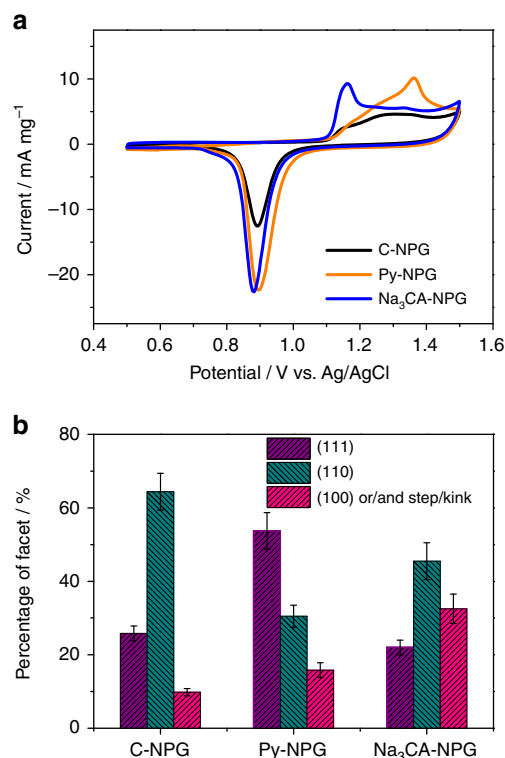 a
10
0
−10
−20
Current / mA mg⁻¹
C-NPG
Py-NPG
Na₃CA-NPG
0.4 0.6 0.8 1.0 1.2 1.4 1.6
Potential / V vs. Ag/AgCl
b
80
60
40
20
0
Percentage of facet / %
(111)
(110)
(100) or/and step/kink
C-NPG Py-NPG Na₃CA-NPG